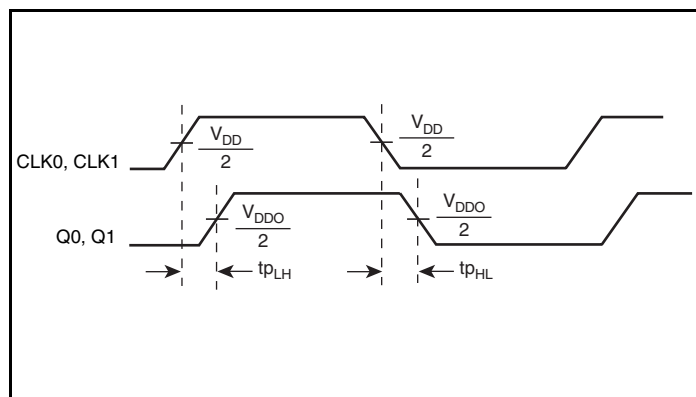 V_DD
2
V_DD
2
CLK0, CLK1
V_DDO
2
V_DDO
2
Q0, Q1
tp_LH
tp_HL